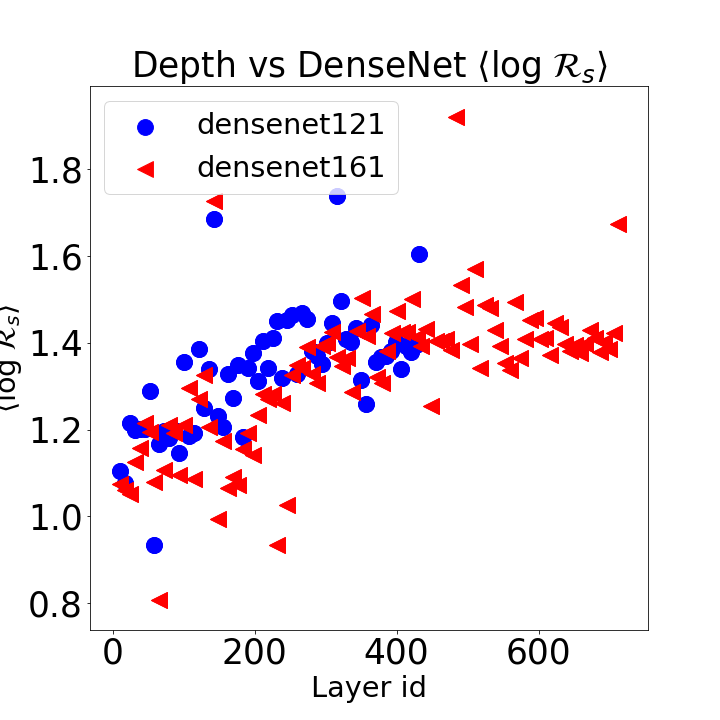 Depth vs DenseNet ⟨log ℛₛ⟩
densenet121
densenet161
⟨log ℛₛ⟩
1.8
1.6
1.4
1.2
1.0
0.8
0 200 400 600
Layer id